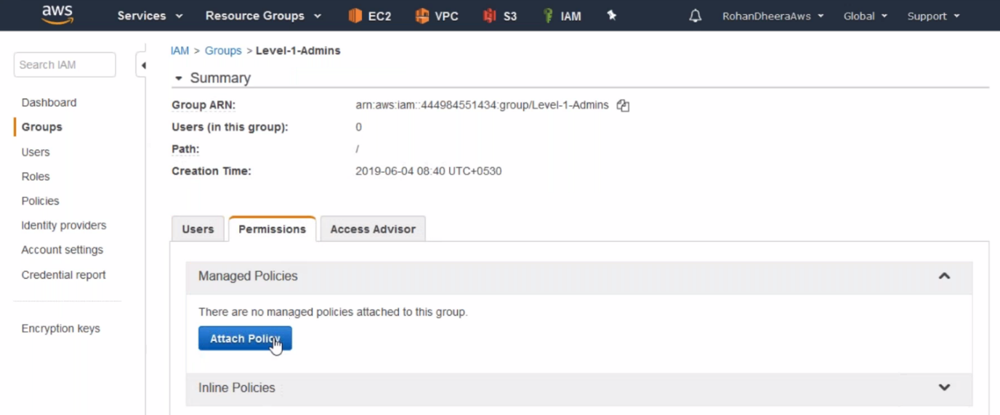 aws Services Resource Groups EC2 VPC S3 IAM RohanDheeraAws Global Support
Search IAM
Dashboard
Groups
Users
Roles
Policies
Identity providers
Account settings
Credential report
Encryption keys
IAM > Groups > Level-1-Admins
Summary
Group ARN: arn:aws:iam::444984551434:group/Level-1-Admins
Users (in this group): 0
Path: /
Creation Time: 2019-06-04 08:40 UTC+0530
Users Permissions Access Advisor
Managed Policies
There are no managed policies attached to this group.
Attach Policy
Inline Policies